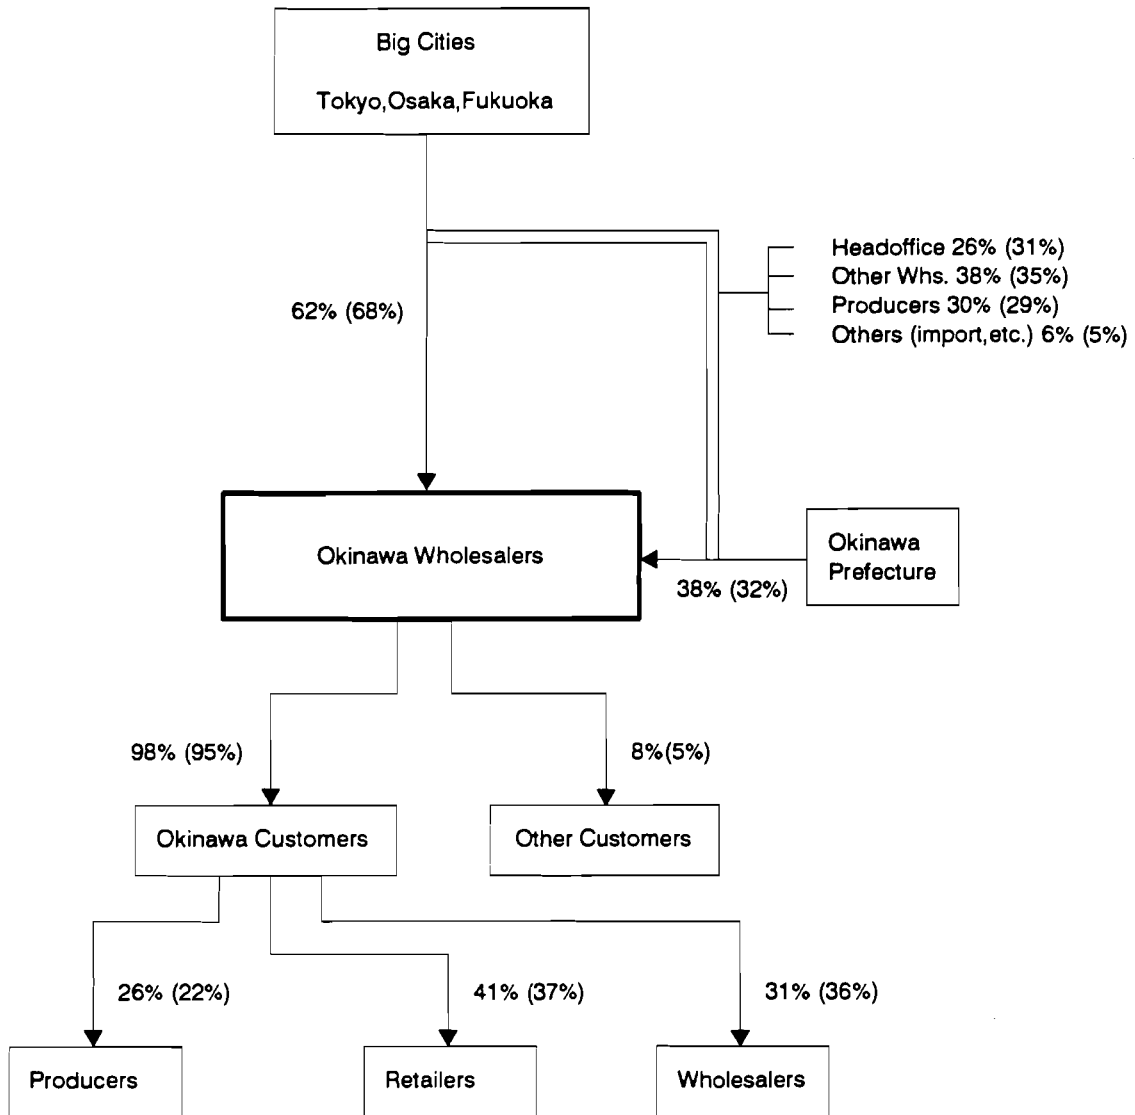 Big Cities
Tokyo,Osaka,Fukuoka
Headoffice 26% (31%)
Other Whs. 38% (35%)
Producers 30% (29%)
Others (import,etc.) 6% (5%)
62% (68%)
Okinawa Wholesalers
Okinawa
Prefecture
38% (32%)
98% (95%)
8%(5%)
Okinawa Customers
Other Customers
26% (22%)
41% (37%)
31% (36%)
Producers
Retailers
Wholesalers